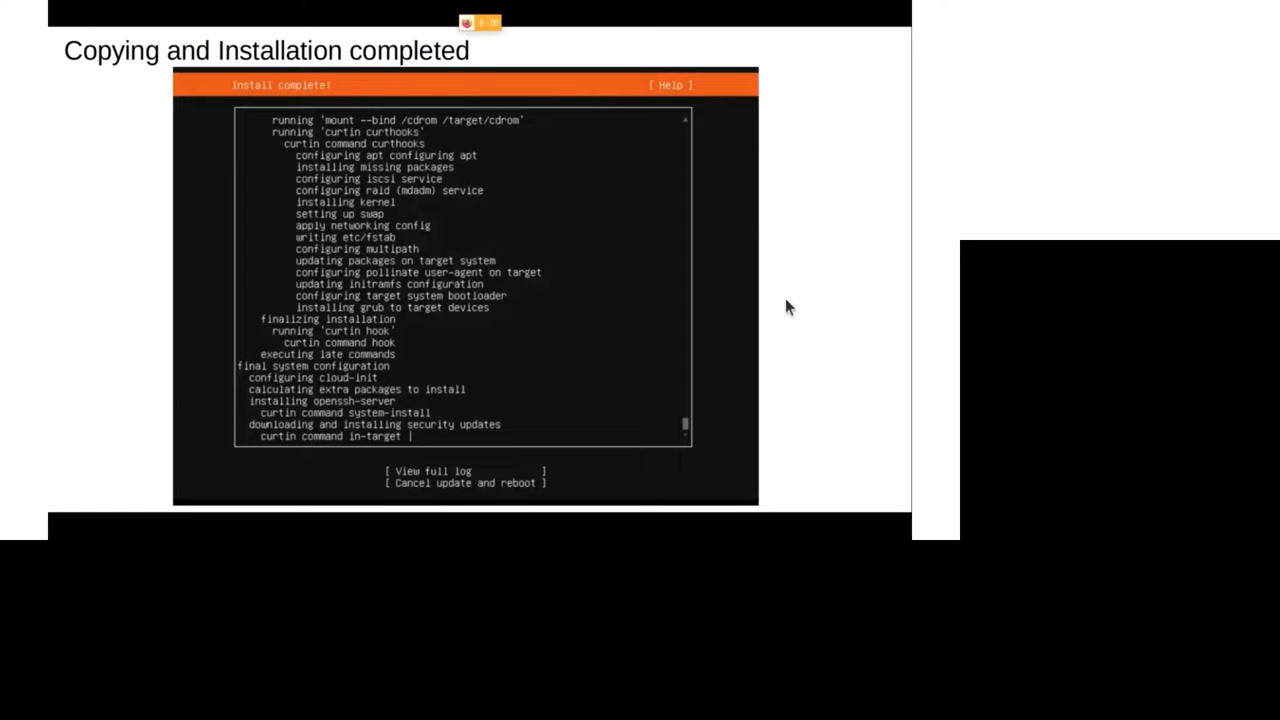 Copying and Installation completed
Install complete! [ Help ]
running 'mount --bind /cdrom /target/cdrom'
running 'curtin curthooks'
curtin command curthooks
configuring apt configuring apt
installing missing packages
configuring iscsi service
configuring raid (mdadm) service
installing kernel
setting up swap
apply networking config
writing etc/fstab
configuring multipath
updating packages on target system
configuring pollinate user-agent on target
updating initramfs configuration
configuring target system bootloader
installing grub to target devices
finalizing installation
running 'curtin hook'
curtin command hook
executing late commands
final system configuration
configuring cloud-init
calculating extra packages to install
installing openssh-server
curtin command system-install
downloading and installing security updates
curtin command in-target |
[ View full log ]
[ Cancel update and reboot ]